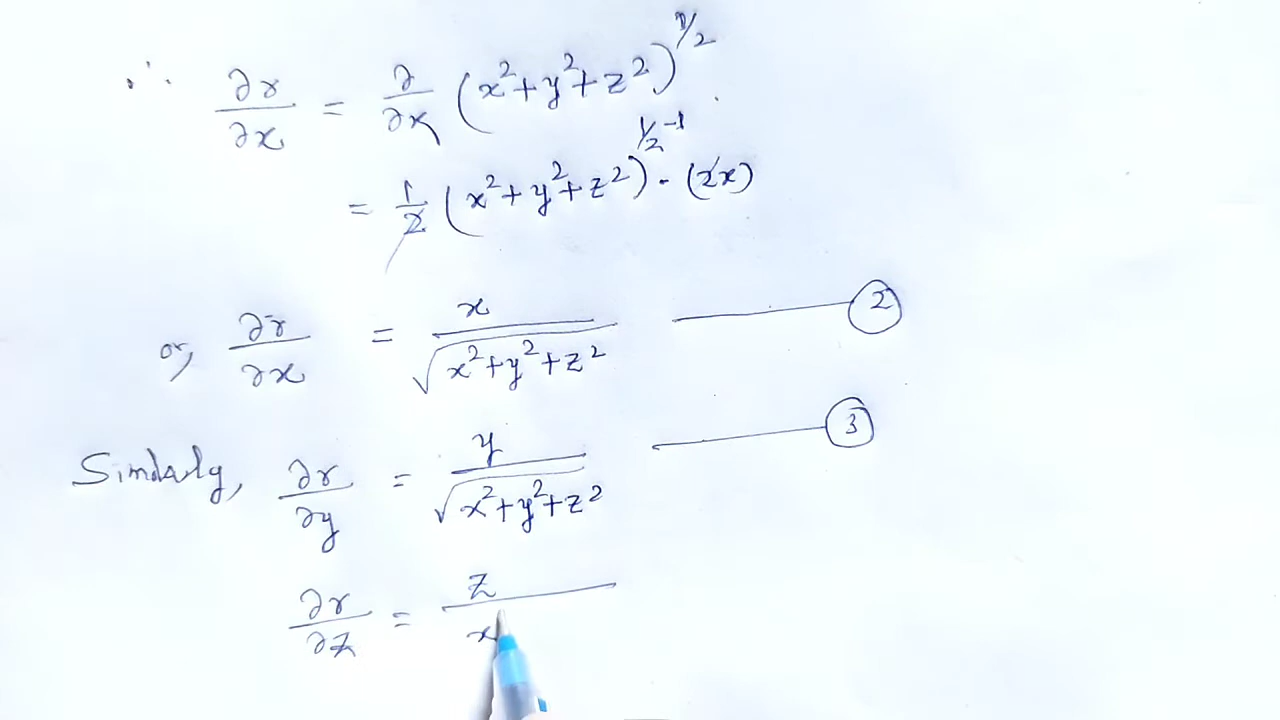 ∴ ∂r/∂x = ∂/∂x (x²+y²+z²)^1/2
= 1/2 (x²+y²+z²)^1/2-1 · (2x)
or, ∂r/∂x = x/√(x²+y²+z²) ——— ②
Similarly, ∂r/∂y = y/√(x²+y²+z²) ——— ③
∂r/∂z = z/x